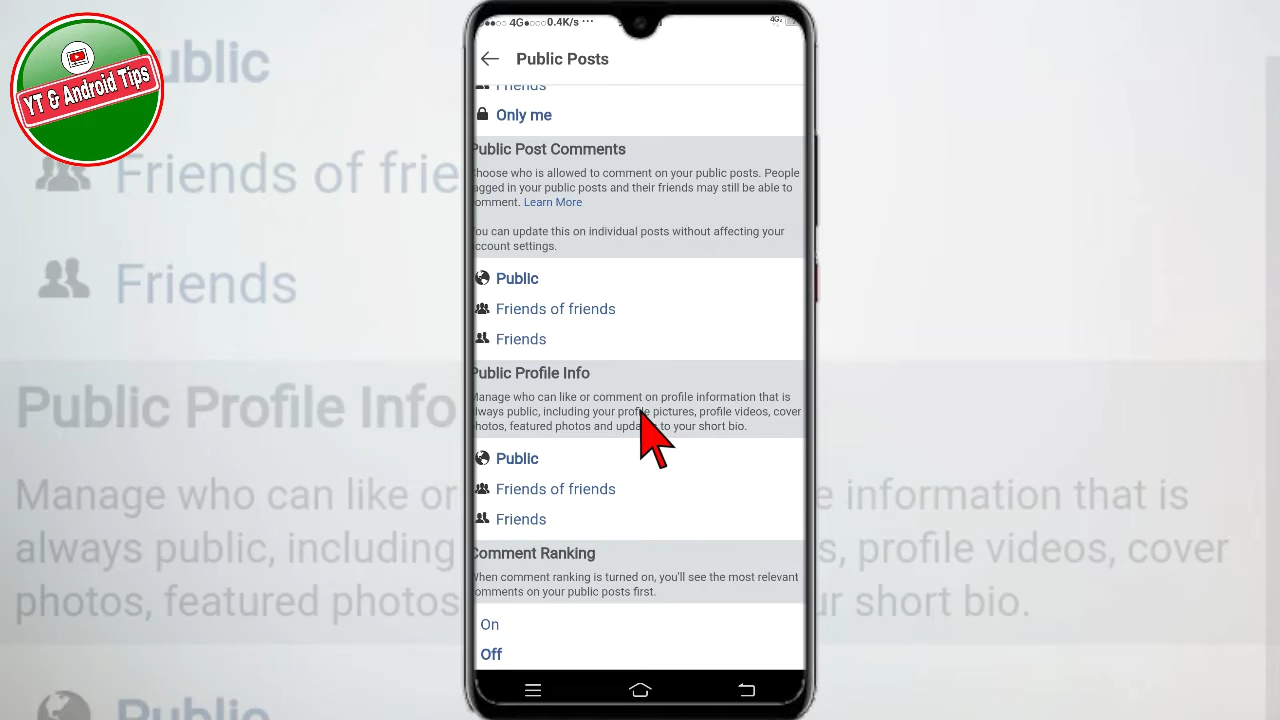 YT & Android Tips
4G 0.4K/s ...
Public Posts
Friends
Only me
Public Post Comments
hoose who is allowed to comment on your public posts. People
agged in your public posts and their friends may still be able to
omment. Learn More
ou can update this on individual posts without affecting your
ccount settings.
Public
Friends of friends
Friends
Public Profile Info
Manage who can like or comment on profile information that is
lways public, including your profile pictures, profile videos, cover
hotos, featured photos and updates to your short bio.
Public
Friends of friends
Friends
Comment Ranking
When comment ranking is turned on, you'll see the most relevant
omments on your public posts first.
On
Off
ublic
Friends of frie
Friends
Public Profile Info
Manage who can like or e information that is
always public, including s, profile videos, cover
photos, featured photos ur short bio.
Public